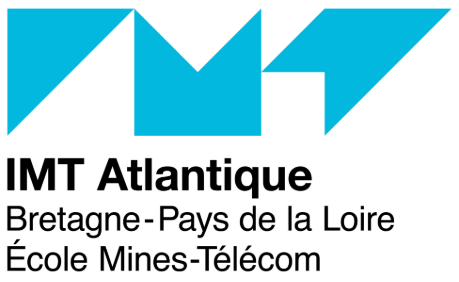 IMT Atlantique
Bretagne-Pays de la Loire
École Mines-Télécom